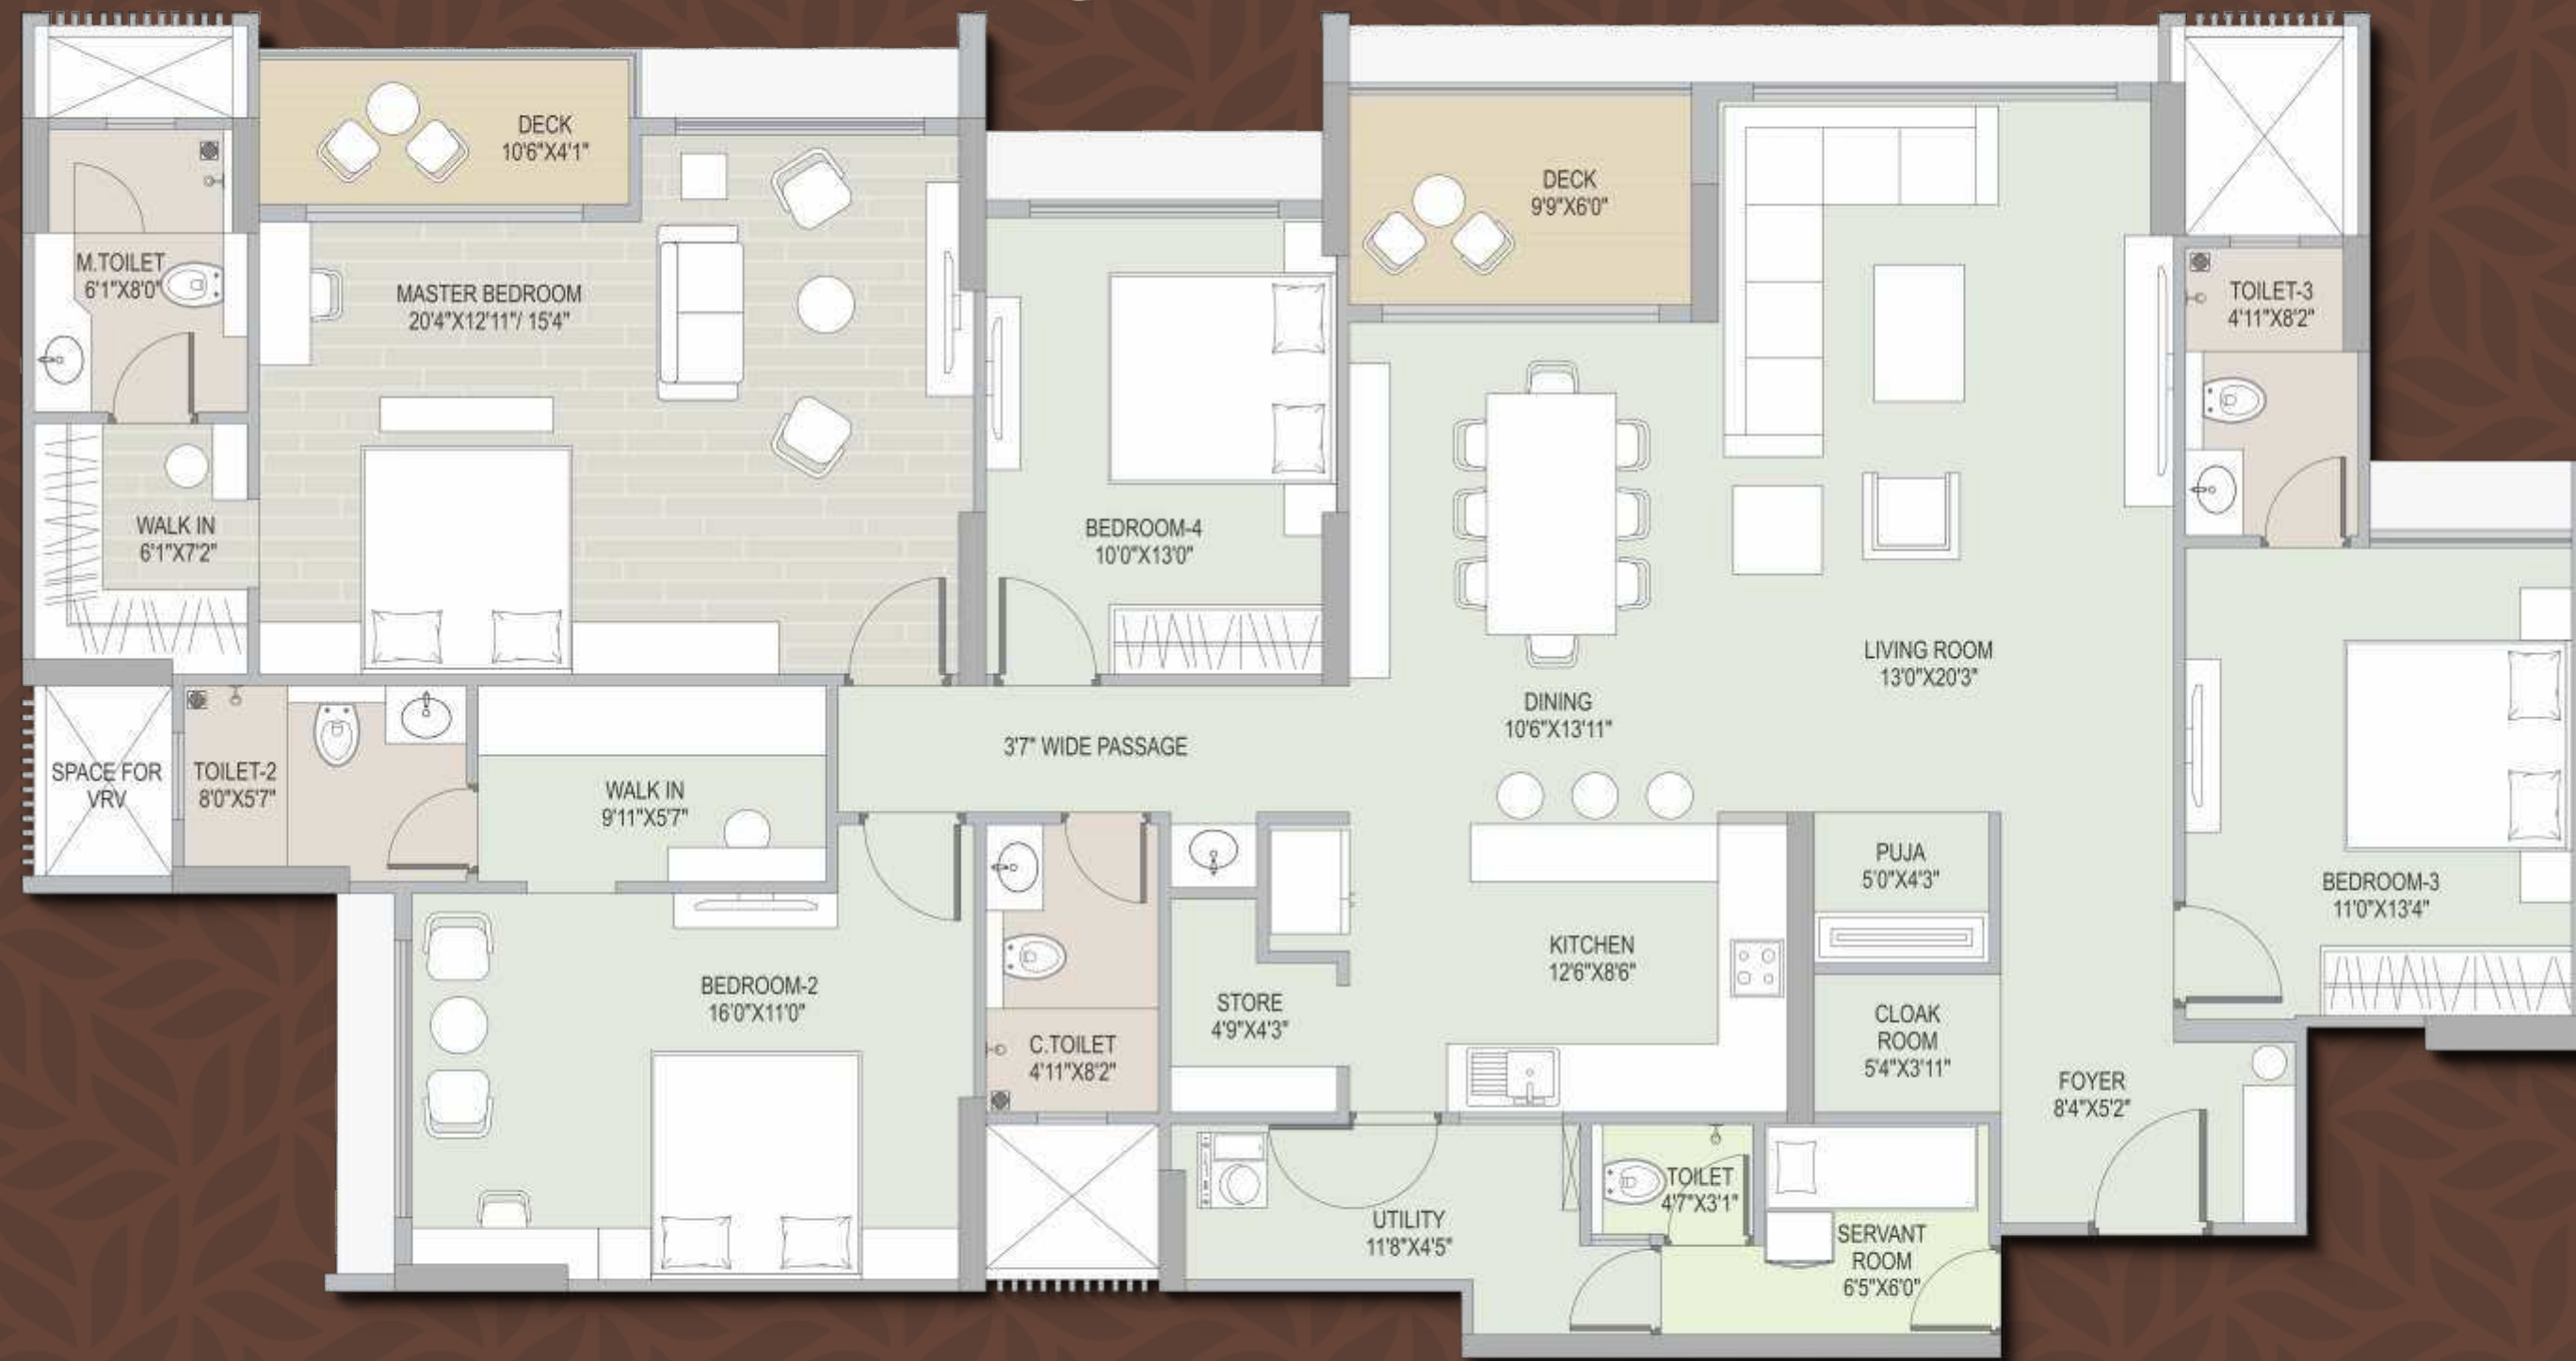 DECK
10'6"X4'1"
DECK
9'9"X6'0"
M.TOILET
6'1"X8'0"
MASTER BEDROOM
20'4"X12'11"/ 15'4"
TOILET-3
4'11"X8'2"
WALK IN
6'1"X7'2"
BEDROOM-4
10'0"X13'0"
LIVING ROOM
13'0"X20'3"
DINING
10'6"X13'11"
3'7" WIDE PASSAGE
SPACE FOR
VRV
TOILET-2
8'0"X5'7"
WALK IN
9'11"X5'7"
PUJA
5'0"X4'3"
BEDROOM-3
11'0"X13'4"
KITCHEN
12'6"X8'6"
BEDROOM-2
16'0"X11'0"
STORE
4'9"X4'3"
CLOAK
ROOM
5'4"X3'11"
C.TOILET
4'11"X8'2"
FOYER
8'4"X5'2"
TOILET
4'7"X3'1"
UTILITY
11'8"X4'5"
SERVANT
ROOM
6'5"X6'0"